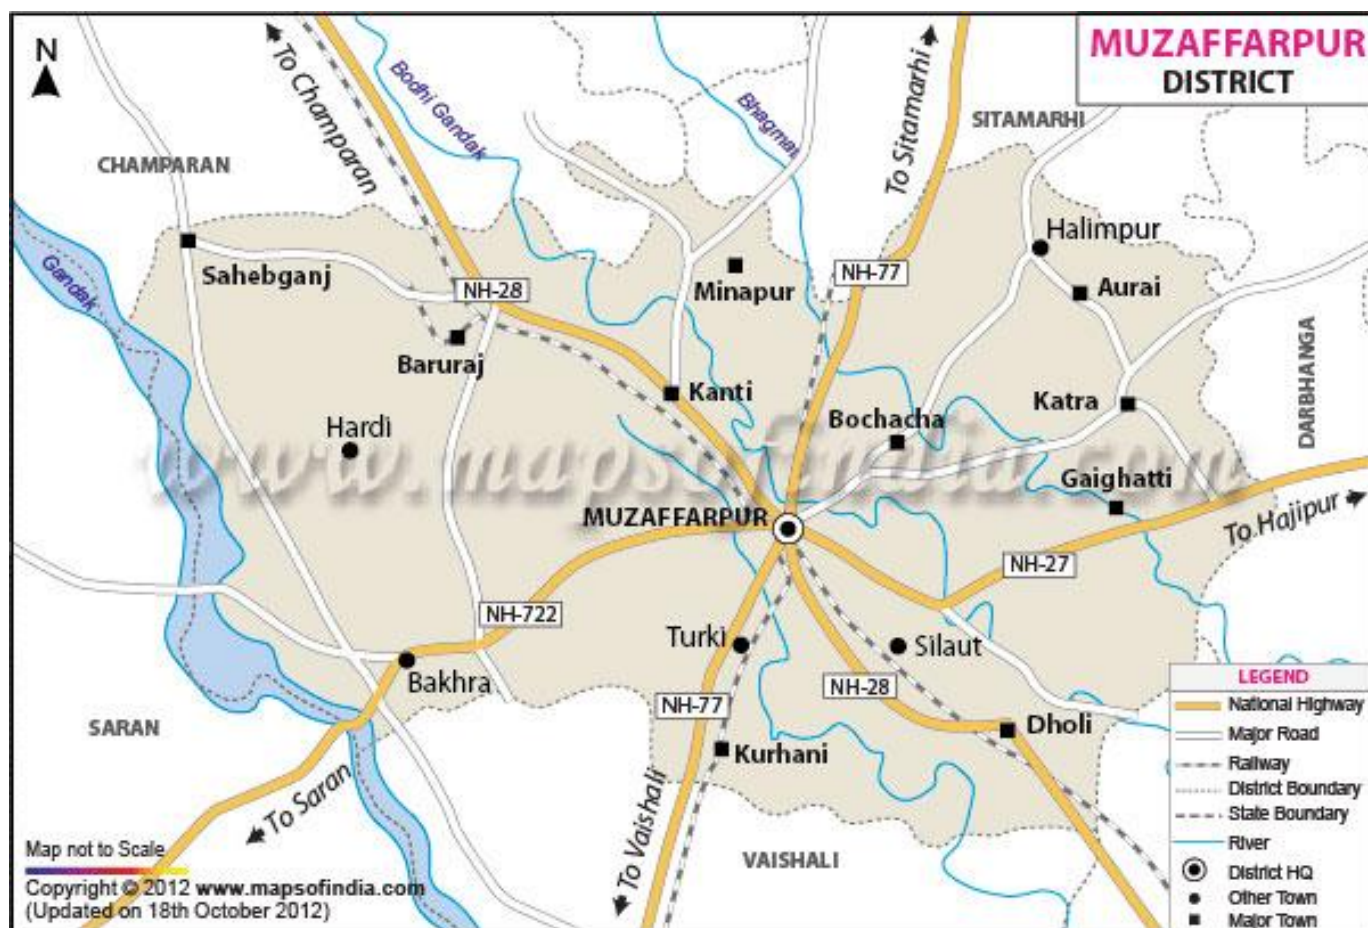 MUZAFFARPUR
DISTRICT
N
To Champaran
Bodhi Gandak
Bhagmati
To Sitamarhi
SITAMARHI
CHAMPARAN
Halimpur
Sahebganj
Gandak
NH-28
Minapur
NH-77
Aurai
Baruraj
Kanti
Katra
DARBHANGA
Hardi
Bochacha
www.mapsofindia.com
Gaighatti
MUZAFFARPUR
To Hajipur
NH-27
NH-722
Turki
Silaut
Bakhra
NH-28
NH-77
SARAN
Kurhani
Dholi
To Saran
To Vaishali
VAISHALI
LEGEND
National Highway
Major Road
Railway
District Boundary
State Boundary
River
District HQ
Other Town
Major Town
Map not to Scale
Copyright © 2012 www.mapsofindia.com
(Updated on 18th October 2012)